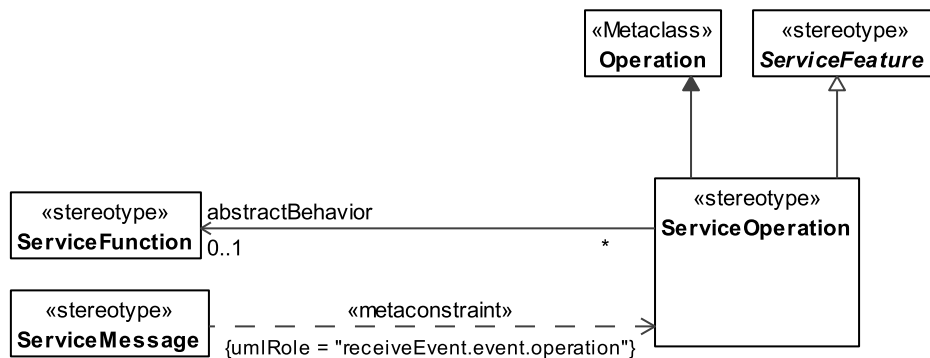 «Metaclass»
Operation
«stereotype»
ServiceFeature
«stereotype»
ServiceFunction
abstractBehavior
0..1
*
«stereotype»
ServiceOperation
«stereotype»
ServiceMessage
«metaconstraint»
{umlRole = "receiveEvent.event.operation"}